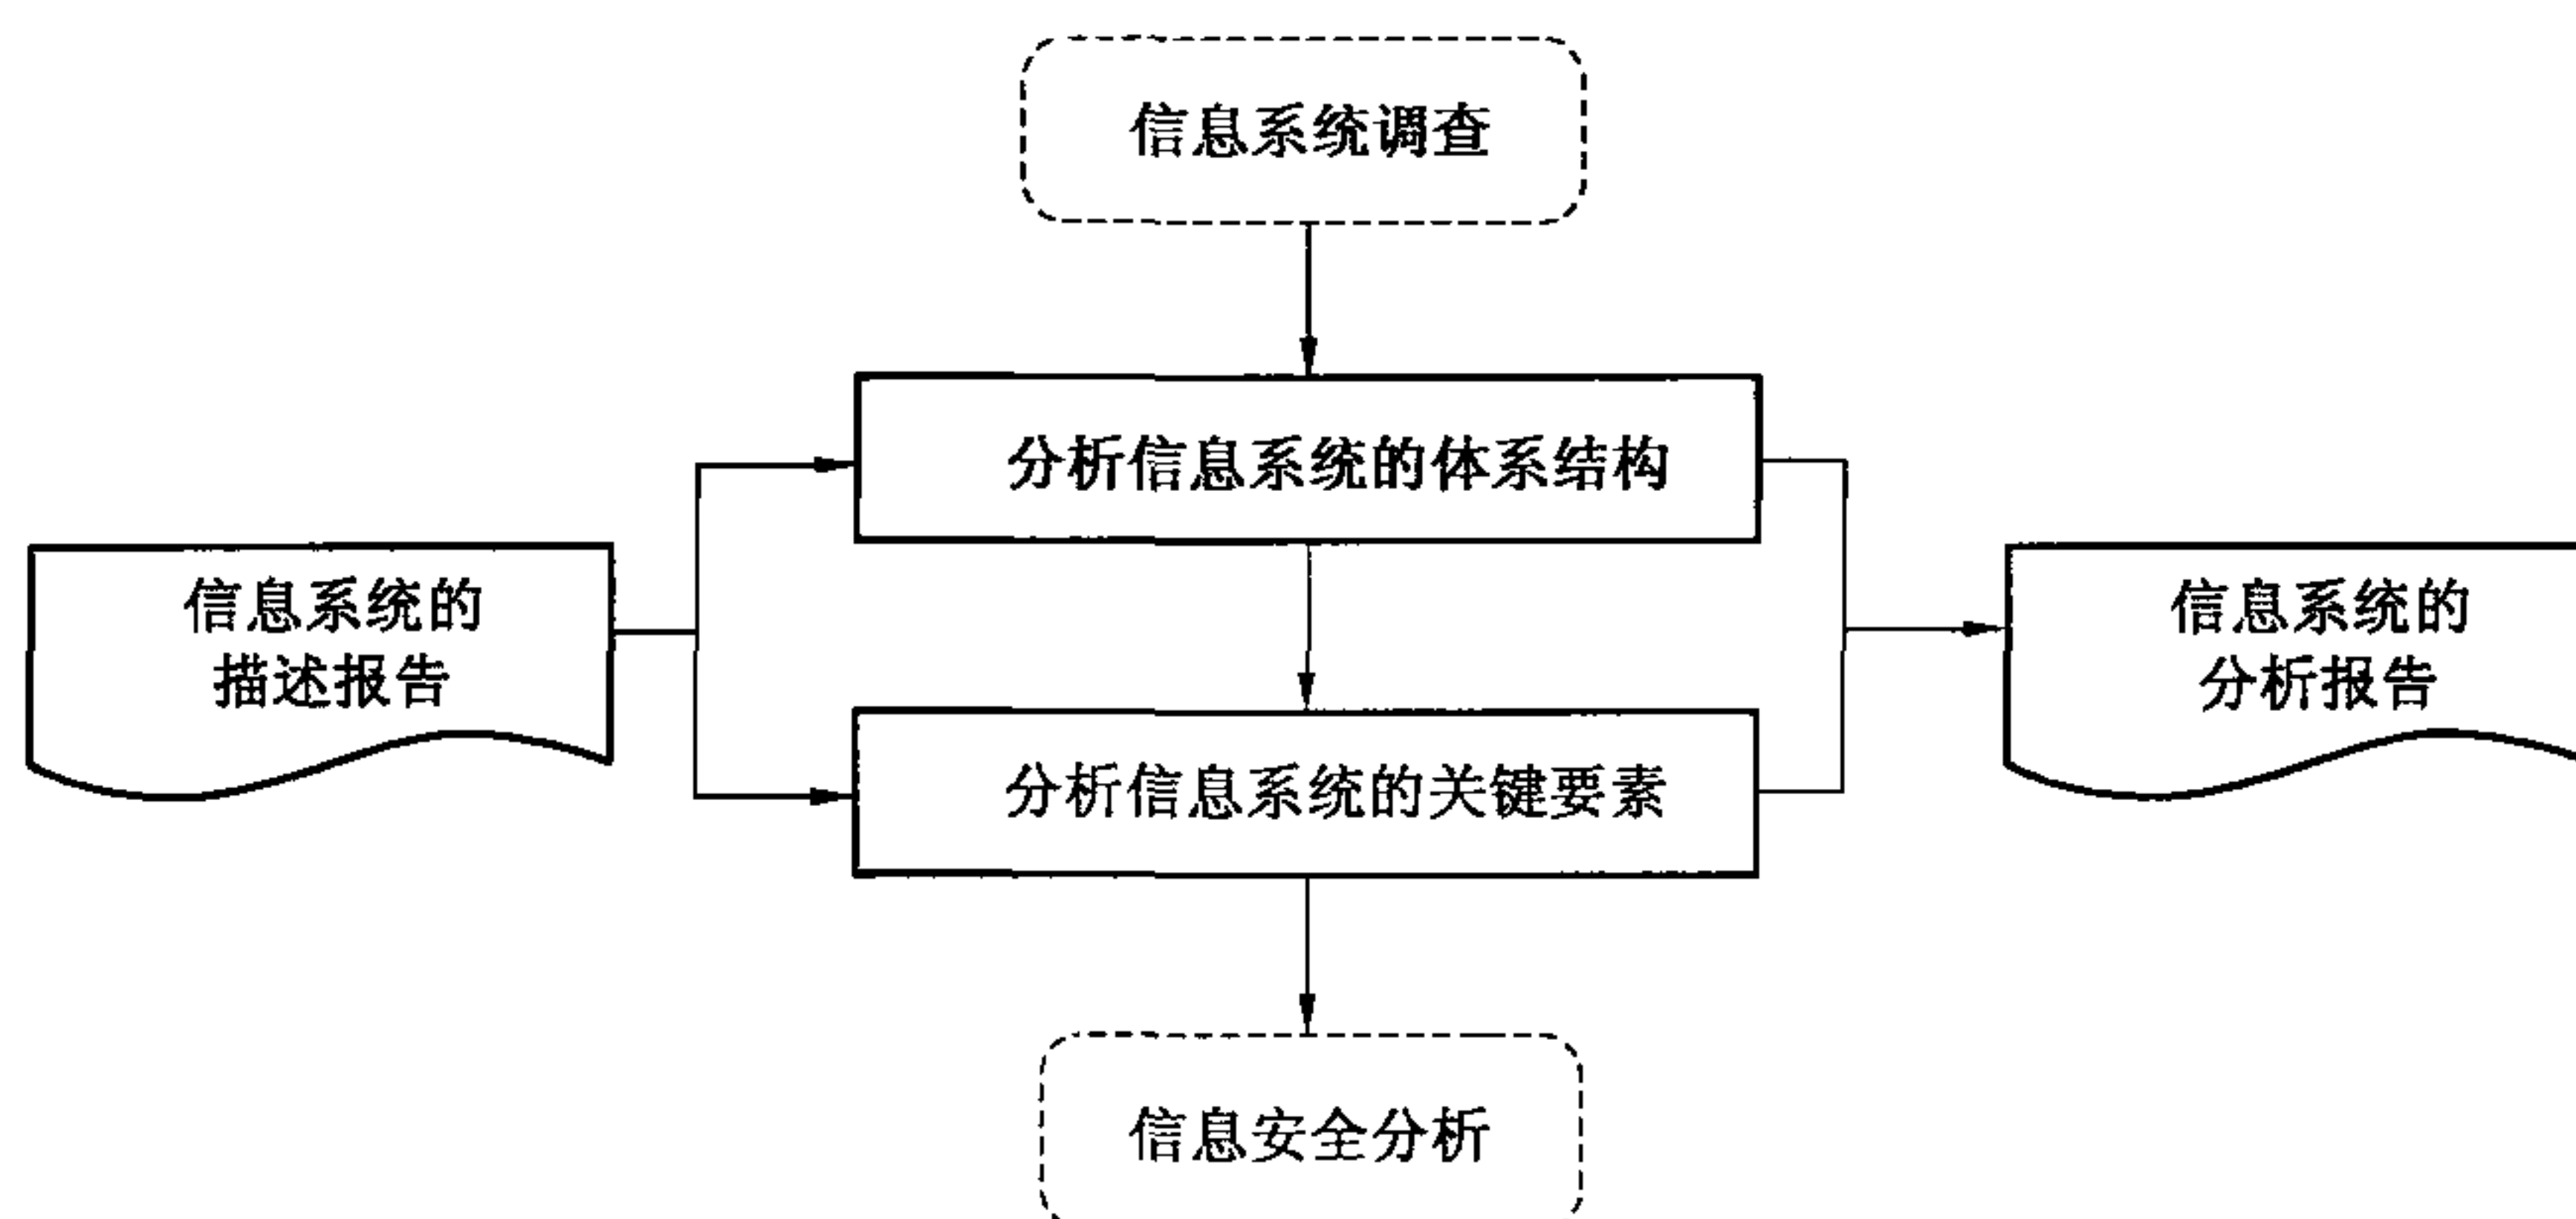 信息系统调查
分析信息系统的体系结构
信息系统的
描述报告
信息系统的
分析报告
分析信息系统的关键要素
信息安全分析